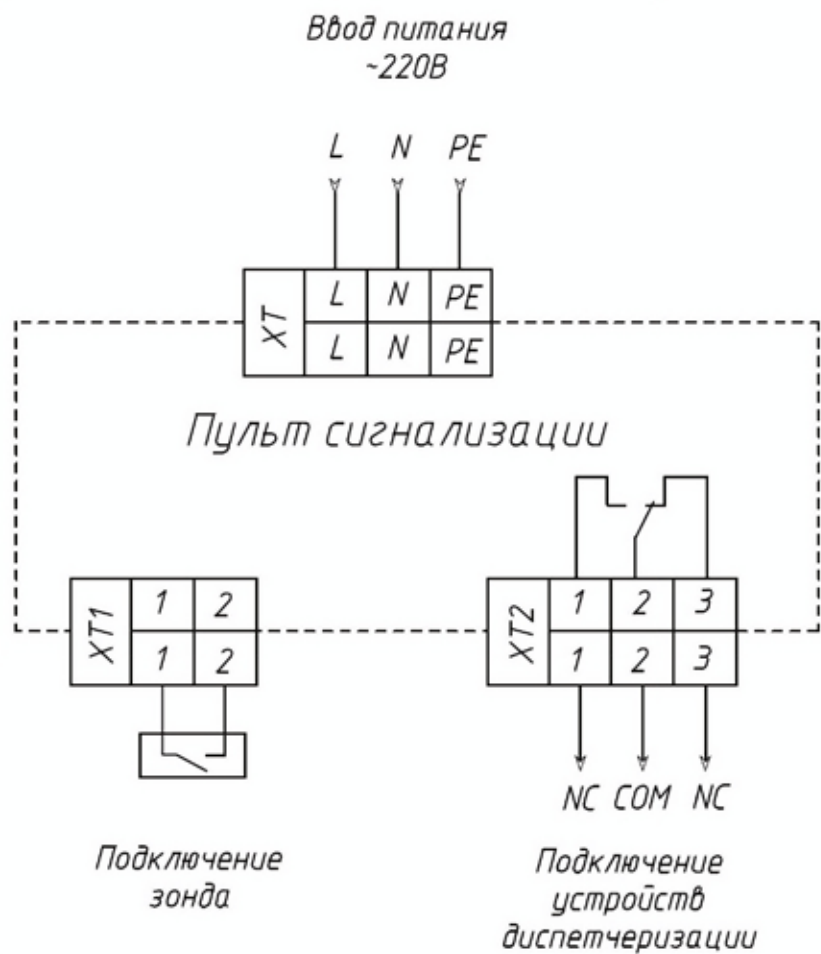 Ввод питания
~220В
L N PE
XT L N PE
L N PE
Пульт сигнализации
XT1 1 2
1 2
XT2 1 2 3
1 2 3
NC COM NC
Подключение
зонда
Подключение
устройств
диспетчеризации